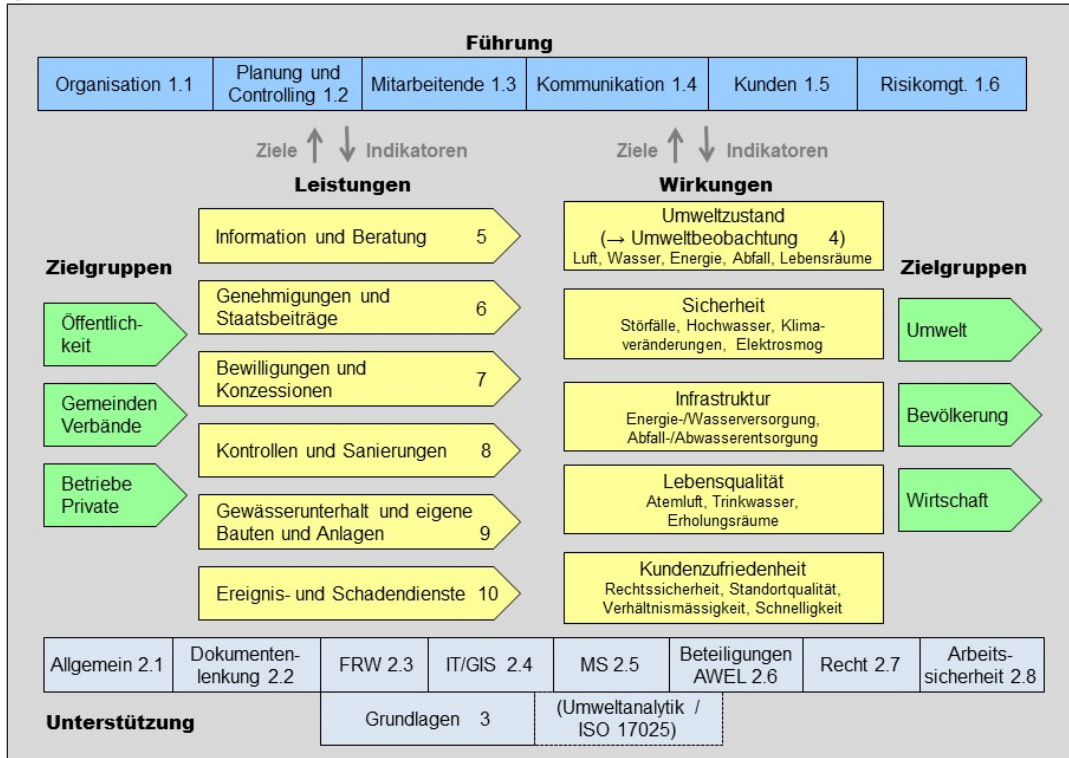 Führung
Organisation 1.1
Planung und
Controlling 1.2
Mitarbeitende 1.3
Kommunikation 1.4
Kunden 1.5
Risikomgt. 1.6
Ziele
Indikatoren
Ziele
Indikatoren
Leistungen
Wirkungen
Zielgruppen
Öffentlich-
keit
Gemeinden
Verbände
Betriebe
Private
Information und Beratung 5
Genehmigungen und
Staatsbeiträge 6
Bewilligungen und
Konzessionen 7
Kontrollen und Sanierungen 8
Gewässerunterhalt und eigene
Bauten und Anlagen 9
Ereignis- und Schadendienste 10
Umweltzustand
(→ Umweltbeobachtung 4)
Luft, Wasser, Energie, Abfall, Lebensräume
Sicherheit
Störfälle, Hochwasser, Klima-
veränderungen, Elektrosmog
Infrastruktur
Energie-/Wasserversorgung,
Abfall-/Abwasserentsorgung
Lebensqualität
Atemluft, Trinkwasser,
Erholungsräume
Kundenzufriedenheit
Rechtssicherheit, Standortqualität,
Verhältnismässigkeit, Schnelligkeit
Zielgruppen
Umwelt
Bevölkerung
Wirtschaft
Allgemein 2.1
Dokumenten-
lenkung 2.2
FRW 2.3
IT/GIS 2.4
MS 2.5
Beteiligungen
AWEL 2.6
Recht 2.7
Arbeits-
sicherheit 2.8
Unterstützung
Grundlagen 3
(Umweltanalytik /
ISO 17025)